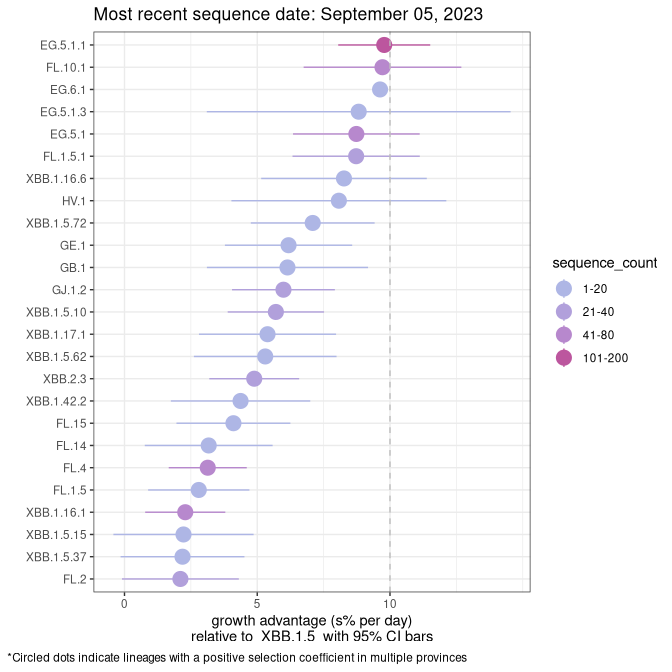 Most recent sequence date: September 05, 2023
EG.5.1.1
FL.10.1
EG.6.1
EG.5.1.3
EG.5.1
FL.1.5.1
XBB.1.16.6
HV.1
XBB.1.5.72
GE.1
GB.1
GJ.1.2
XBB.1.5.10
XBB.1.17.1
XBB.1.5.62
XBB.2.3
XBB.1.42.2
FL.15
FL.14
FL.4
FL.1.5
XBB.1.16.1
XBB.1.5.15
XBB.1.5.37
FL.2
0 5 10
growth advantage (s% per day)
relative to XBB.1.5 with 95% CI bars
*Circled dots indicate lineages with a positive selection coefficient in multiple provinces
sequence_count
1-20
21-40
41-80
101-200